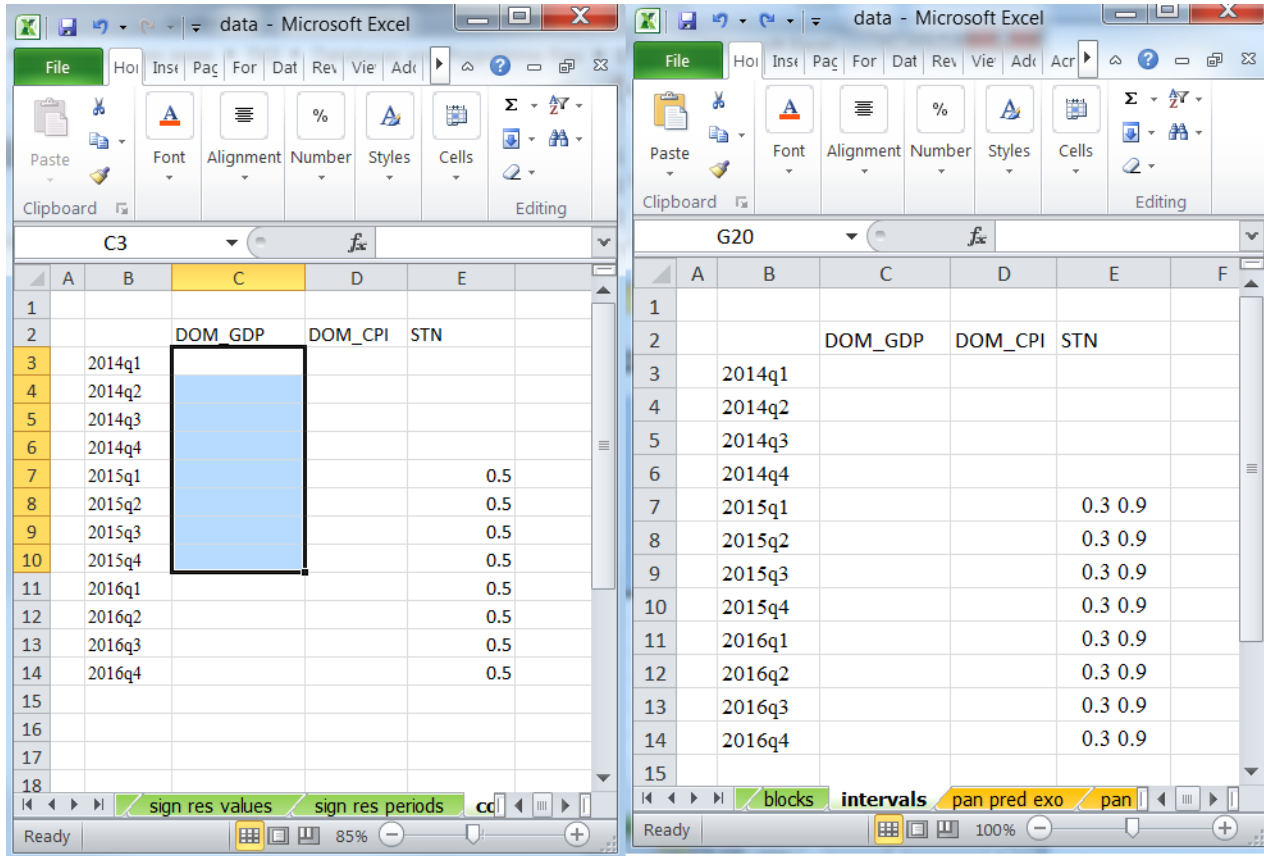 data - Microsoft Excel
File Hoi Inse Pag For Dat Rev Vie Add
Paste
Font Alignment Number Styles Cells
Clipboard Editing
C3 fx
A B C D E
1
2 DOM_GDP DOM_CPI STN
3 2014q1
4 2014q2
5 2014q3
6 2014q4
7 2015q1 0.5
8 2015q2 0.5
9 2015q3 0.5
10 2015q4 0.5
11 2016q1 0.5
12 2016q2 0.5
13 2016q3 0.5
14 2016q4 0.5
15
16
17
18
sign res values sign res periods
Ready 85%
data - Microsoft Excel
File Hoi Inse Pag For Dat Rev Vie Add Acr
Paste
Font Alignment Number Styles Cells
Clipboard Editing
G20 fx
A B C D E F
1
2 DOM_GDP DOM_CPI STN
3 2014q1
4 2014q2
5 2014q3
6 2014q4
7 2015q1 0.3 0.9
8 2015q2 0.3 0.9
9 2015q3 0.3 0.9
10 2015q4 0.3 0.9
11 2016q1 0.3 0.9
12 2016q2 0.3 0.9
13 2016q3 0.3 0.9
14 2016q4 0.3 0.9
15
blocks intervals pan pred exo pan
Ready 100%